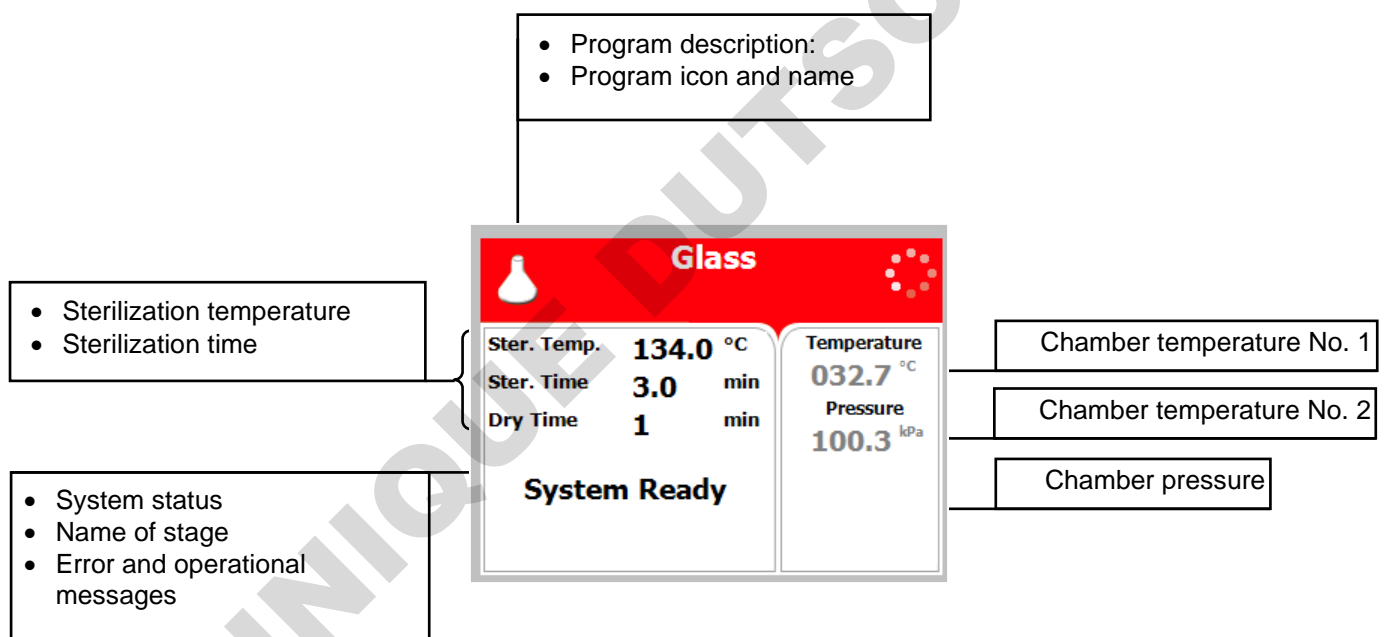 • Program description:
• Program icon and name
Glass
• Sterilization temperature
• Sterilization time
Ster. Temp. 134.0 °C
Ster. Time 3.0 min
Dry Time 1 min
System Ready
Temperature
032.7 °C
Pressure
100.3 kPa
Chamber temperature No. 1
Chamber temperature No. 2
Chamber pressure
• System status
• Name of stage
• Error and operational
messages
NIQUE DUTSC